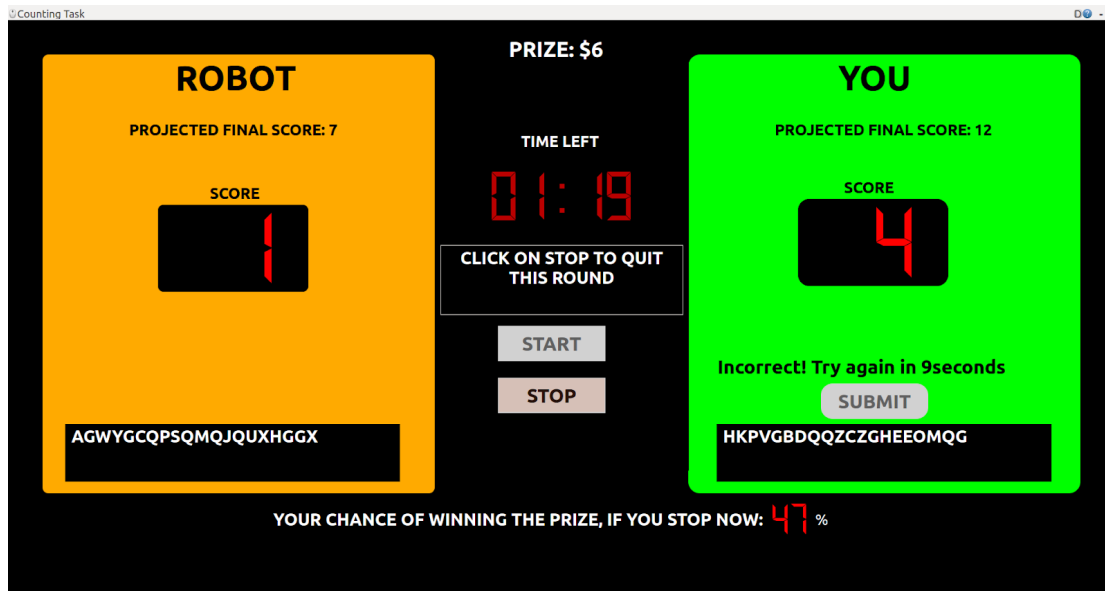 Counting Task
D
PRIZE: $6
ROBOT
PROJECTED FINAL SCORE: 7
SCORE
1
AGWYGCQPSQMQJQUXHGGX
TIME LEFT
01:19
CLICK ON STOP TO QUIT
THIS ROUND
START
STOP
YOU
PROJECTED FINAL SCORE: 12
SCORE
4
Incorrect! Try again in 9seconds
SUBMIT
HKPVGBDQQZCZGHEEOMQG
YOUR CHANCE OF WINNING THE PRIZE, IF YOU STOP NOW: 47 %